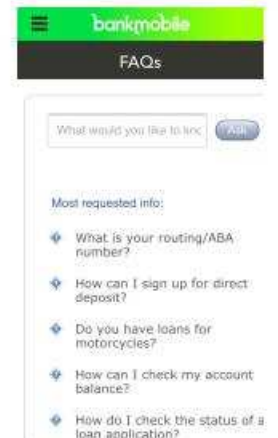 bankmobile
FAQs
What would you like to knc
Ask
Most requested info:
What is your routing/ABA
number?
How can I sign up for direct
deposit?
Do you have loans for
motorcycles?
How can I check my account
balance?
How do I check the status of a
loan application?